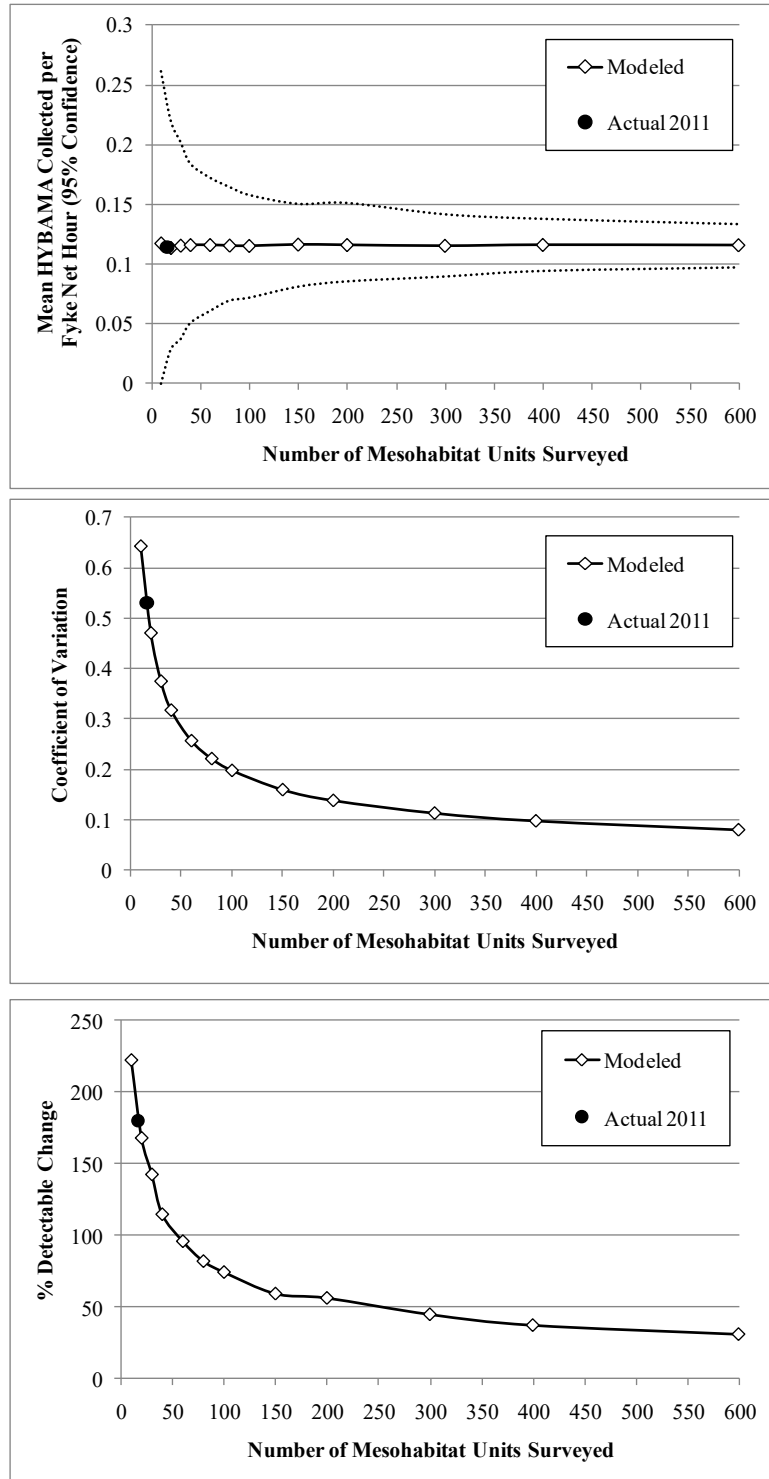 0.3
0.25
0.2
0.15
0.1
0.05
0
Mean HYBAMA Collected per
Fyke Net Hour (95% Confidence)
Modeled
Actual 2011
0 50 100 150 200 250 300 350 400 450 500 550 600
Number of Mesohabitat Units Surveyed
0.7
0.6
0.5
0.4
0.3
0.2
0.1
0
Coefficient of Variation
Modeled
Actual 2011
0 50 100 150 200 250 300 350 400 450 500 550 600
Number of Mesohabitat Units Surveyed
250
200
150
100
50
0
% Detectable Change
Modeled
Actual 2011
0 50 100 150 200 250 300 350 400 450 500 550 600
Number of Mesohabitat Units Surveyed